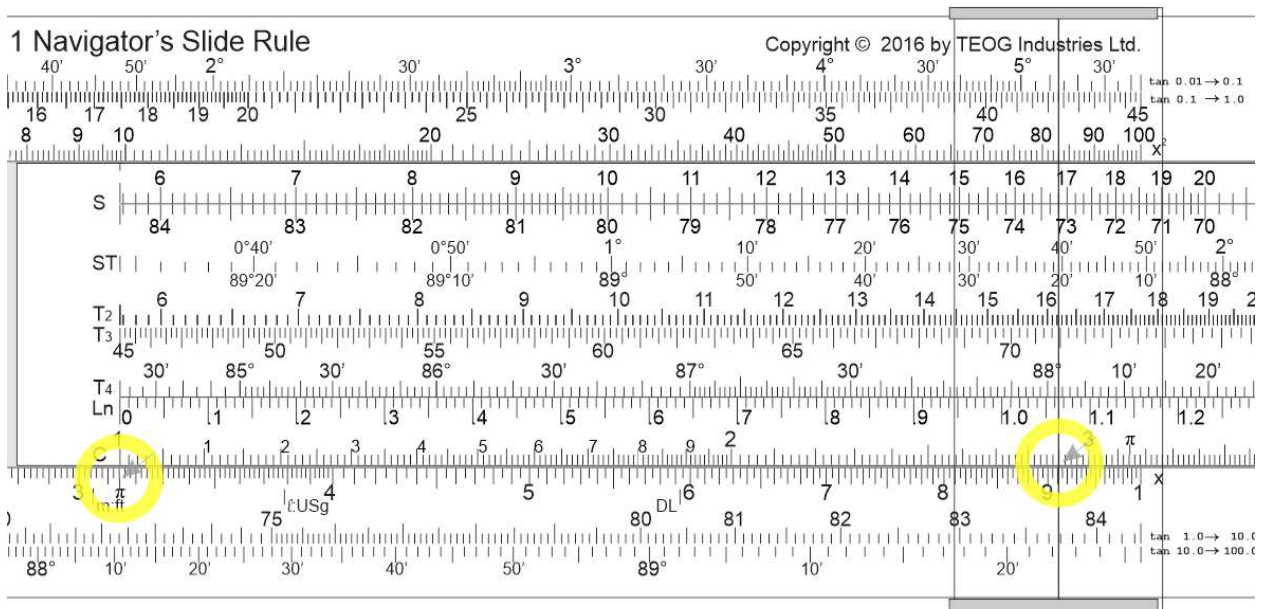 1 Navigator's Slide Rule
Copyright © 2016 by TEOG Industries Ltd.
40' 50' 2° 30' 3° 30' 4° 30' 5° 30' tan 0.01→0.1
tan 0.1 →1.0
16 17 18 19 20 25 30 35 40 45
8 9 10 20 30 40 50 60 70 80 90 100 x²
6 7 8 9 10 11 12 13 14 15 16 17 18 19 20
S
84 83 82 81 80 79 78 77 76 75 74 73 72 71 70
0°40' 0°50' 1° 10' 20' 30' 40' 50' 2°
ST
89°20' 89°10' 89° 50' 40' 30' 20' 10' 88°
6 7 8 9 10 11 12 13 14 15 16 17 18 19 2
T2
T3
45 50 55 60 65 70
30' 85° 30' 86° 30' 87° 30' 88° 10' 20'
T4
Ln 0 .1 .2 .3 .4 .5 .6 .7 .8 .9 1.0 1.1 1.2
C 1 1 2 3 4 5 6 7 8 9 2 3 π
3 π 4 5 6 7 8 9 1 x
m·ft £USg DL
75 80 81 82 83 84 tan 1.0→ 10.0
tan 10.0→100.0
88° 10' 20' 30' 40' 50' 89° 10' 20'